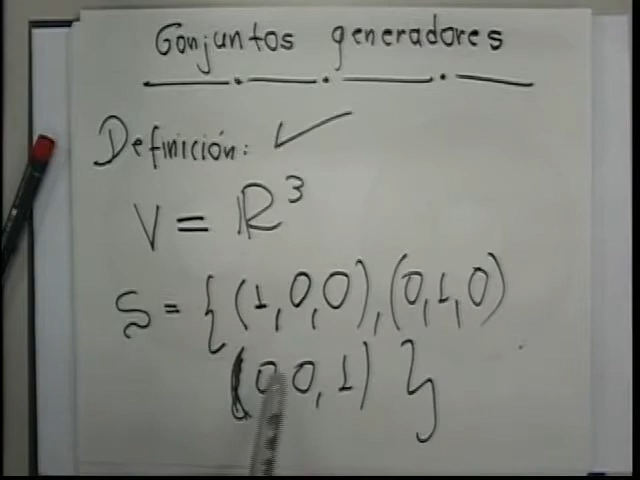 Conjuntos generadores
Definición: ✓
V = ℝ³
S = {(1,0,0),(0,1,0)
(0,0,1)}